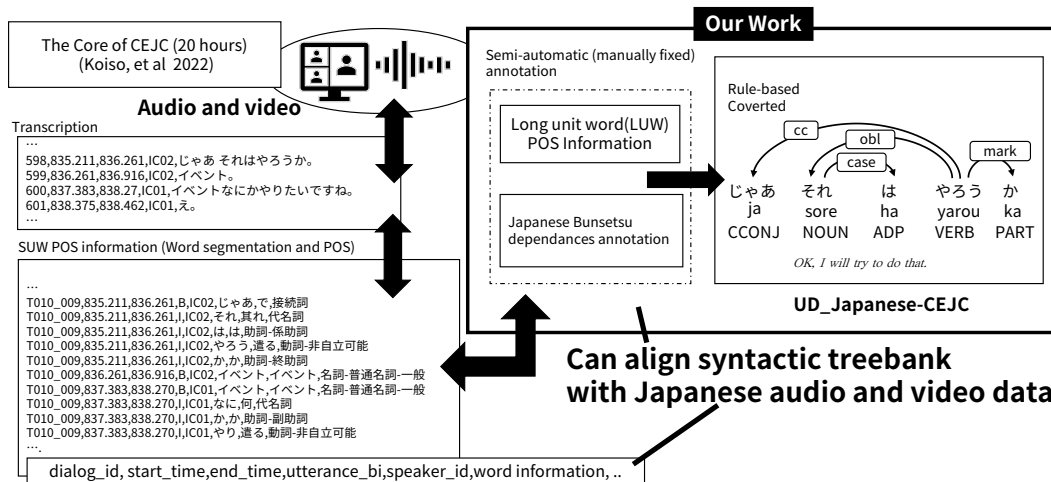 The Core of CEJC (20 hours)
(Koiso, et al 2022)
Audio and video
Transcription
…
598,835.211,836.261,IC02,じゃあ それはやろうか。
599,836.261,836.916,IC02,イベント。
600,837.383,838.27,IC01,イベントなにかやりたいですね。
601,838.375,838.462,IC01,え。
…
SUW POS information (Word segmentation and POS)
…
T010_009,835.211,836.261,B,IC02,じゃあ,で,接続詞
T010_009,835.211,836.261,I,IC02,それ,其れ,代名詞
T010_009,835.211,836.261,I,IC02,は,は,助詞-係助詞
T010_009,835.211,836.261,I,IC02,やろう,遣る,動詞-非自立可能
T010_009,835.211,836.261,I,IC02,か,か,助詞-終助詞
T010_009,836.261,836.916,B,IC02,イベント,イベント,名詞-普通名詞-一般
T010_009,837.383,838.270,B,IC01,イベント,イベント,名詞-普通名詞-一般
T010_009,837.383,838.270,I,IC01,なに,何,代名詞
T010_009,837.383,838.270,I,IC01,か,か,助詞-副助詞
T010_009,837.383,838.270,I,IC01,やり,遣る,動詞-非自立可能
….
dialog_id, start_time,end_time,utterance_bi,speaker_id,word information, ..
Our Work
Semi-automatic (manually fixed)
annotation
Long unit word(LUW)
POS Information
Japanese Bunsetsu
dependances annotation
Rule-based
Coverted
cc
obl
case
mark
じゃあ それ は やろう か
ja sore ha yarou ka
CCONJ NOUN ADP VERB PART
OK, I will try to do that.
UD_Japanese-CEJC
Can align syntactic treebank
with Japanese audio and video data